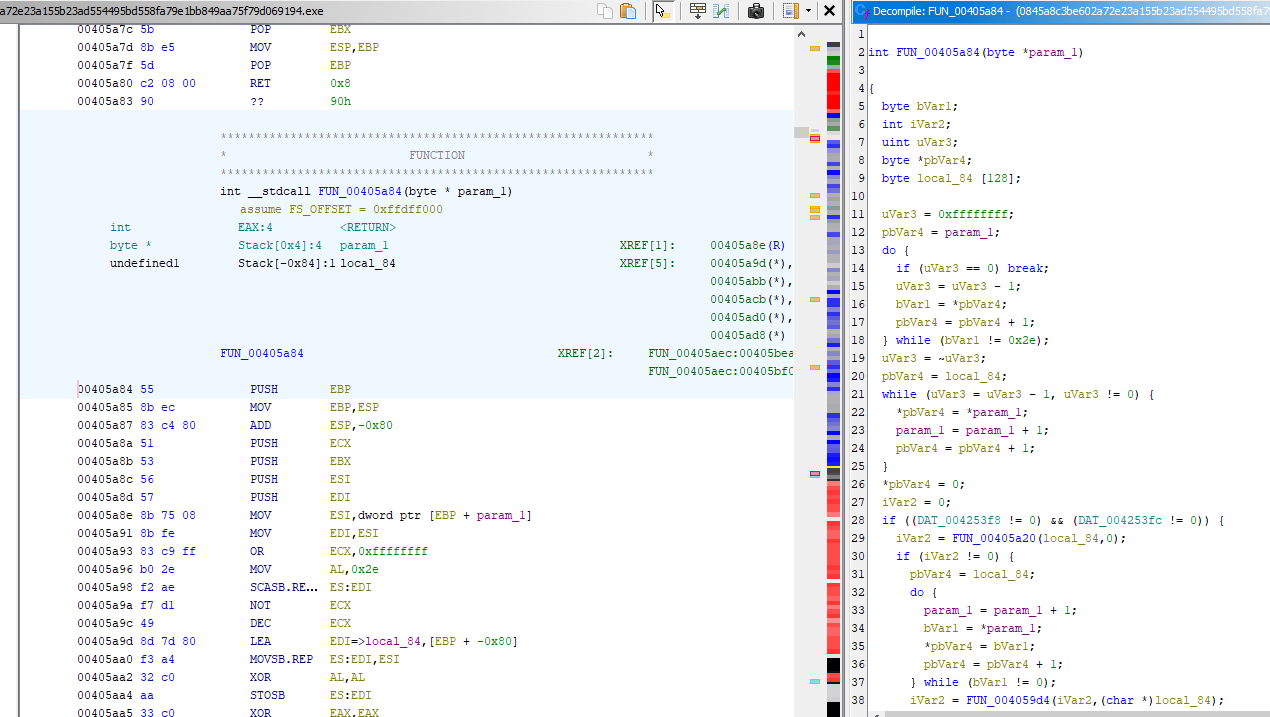 a72e23a155b23ad554495bd558fa79e1bb849aa75f79d069194.exe
00405a7c 5b POP EBX
00405a7d 8b e5 MOV ESP,EBP
00405a7f 5d POP EBP
00405a80 c2 08 00 RET 0x8
00405a83 90 ?? 90h
**************************************************************
* FUNCTION *
**************************************************************
int __stdcall FUN_00405a84(byte * param_1)
assume FS_OFFSET = 0xffdff000
int EAX:4 <RETURN>
byte * Stack[0x4]:4 param_1 XREF[1]: 00405a8e(R)
undefined1 Stack[-0x84]:1 local_84 XREF[5]: 00405a9d(*),
00405abb(*),
00405acb(*),
00405ad0(*),
00405ad8(*)
FUN_00405a84 XREF[2]: FUN_00405aec:00405bea
FUN_00405aec:00405bf0
00405a84 55 PUSH EBP
00405a85 8b ec MOV EBP,ESP
00405a87 83 c4 80 ADD ESP,-0x80
00405a8a 51 PUSH ECX
00405a8b 53 PUSH EBX
00405a8c 56 PUSH ESI
00405a8d 57 PUSH EDI
00405a8e 8b 75 08 MOV ESI,dword ptr [EBP + param_1]
00405a91 8b fe MOV EDI,ESI
00405a93 83 c9 ff OR ECX,0xffffffff
00405a96 b0 2e MOV AL,0x2e
00405a98 f2 ae SCASB.RE... ES:EDI
00405a9a f7 d1 NOT ECX
00405a9c 49 DEC ECX
00405a9d 8d 7d 80 LEA EDI=>local_84,[EBP + -0x80]
00405aa0 f3 a4 MOVSB.REP ES:EDI,ESI
00405aa2 32 c0 XOR AL,AL
00405aa4 aa STOSB ES:EDI
00405aa5 33 c0 XOR EAX,EAX
Decompile: FUN_00405a84 - (0845a8c3be602a72e23a155b23ad554495bd558fa79
1
2 int FUN_00405a84(byte *param_1)
3
4 {
5 byte bVar1;
6 int iVar2;
7 uint uVar3;
8 byte *pbVar4;
9 byte local_84 [128];
10
11 uVar3 = 0xffffffff;
12 pbVar4 = param_1;
13 do {
14 if (uVar3 == 0) break;
15 uVar3 = uVar3 - 1;
16 bVar1 = *pbVar4;
17 pbVar4 = pbVar4 + 1;
18 } while (bVar1 != 0x2e);
19 uVar3 = ~uVar3;
20 pbVar4 = local_84;
21 while (uVar3 = uVar3 - 1, uVar3 != 0) {
22 *pbVar4 = *param_1;
23 param_1 = param_1 + 1;
24 pbVar4 = pbVar4 + 1;
25 }
26 *pbVar4 = 0;
27 iVar2 = 0;
28 if ((DAT_004253f8 != 0) && (DAT_004253fc != 0)) {
29 iVar2 = FUN_00405a20(local_84,0);
30 if (iVar2 != 0) {
31 pbVar4 = local_84;
32 do {
33 param_1 = param_1 + 1;
34 bVar1 = *param_1;
35 *pbVar4 = bVar1;
36 pbVar4 = pbVar4 + 1;
37 } while (bVar1 != 0);
38 iVar2 = FUN_004059d4(iVar2,(char *)local_84);